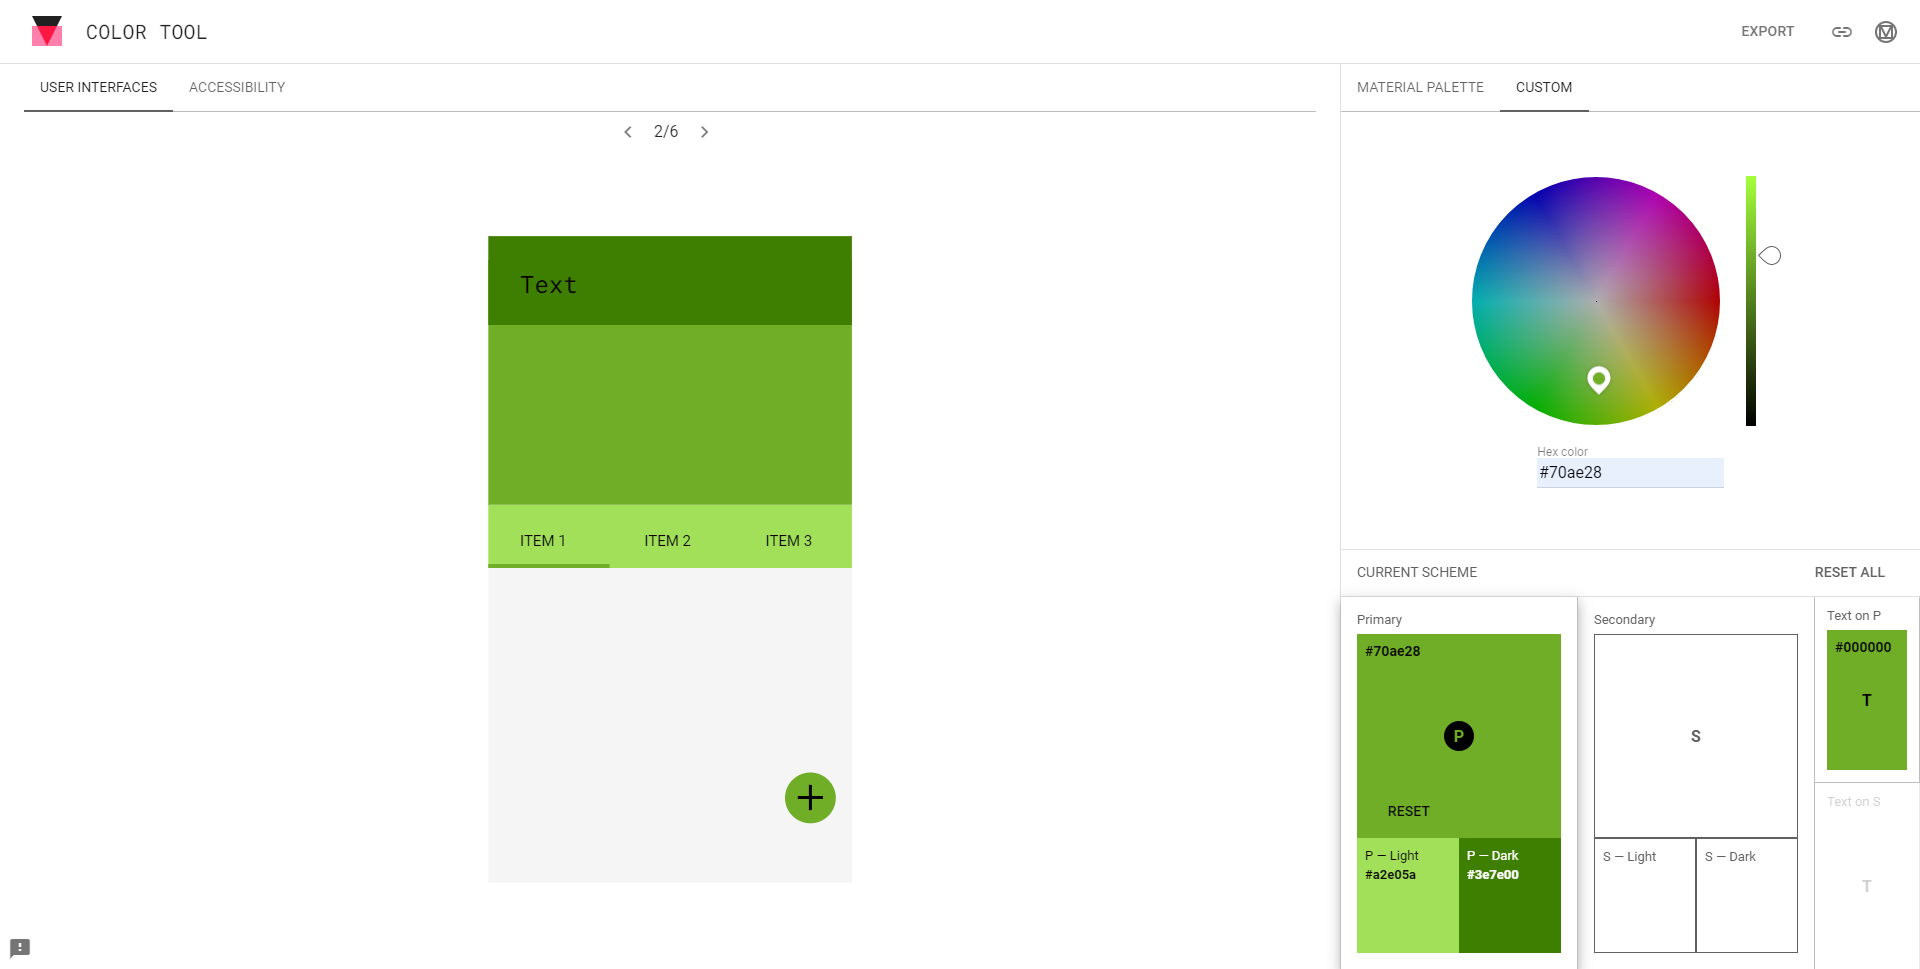 COLOR TOOL
EXPORT
USER INTERFACES
ACCESSIBILITY
MATERIAL PALETTE
CUSTOM
2/6
Text
ITEM 1
ITEM 2
ITEM 3
Hex color
#70ae28
CURRENT SCHEME
RESET ALL
Primary
#70ae28
P
RESET
P — Light
#a2e05a
P — Dark
#3e7e00
Secondary
S
S — Light
S — Dark
Text on P
#000000
T
Text on S
T